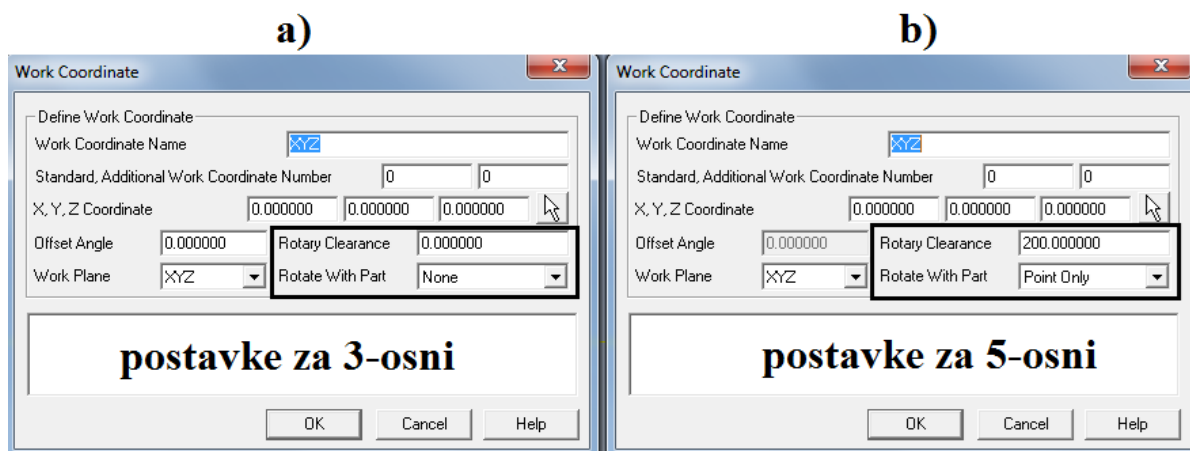 a)
Work Coordinate
Define Work Coordinate
Work Coordinate Name XYZ
Standard, Additional Work Coordinate Number 0 0
X, Y, Z Coordinate 0.000000 0.000000 0.000000
Offset Angle 0.000000 Rotary Clearance 0.000000
Work Plane XYZ Rotate With Part None
postavke za 3-osni
OK Cancel Help
b)
Work Coordinate
Define Work Coordinate
Work Coordinate Name XYZ
Standard, Additional Work Coordinate Number 0 0
X, Y, Z Coordinate 0.000000 0.000000 0.000000
Offset Angle 0.000000 Rotary Clearance 200.000000
Work Plane XYZ Rotate With Part Point Only
postavke za 5-osni
OK Cancel Help